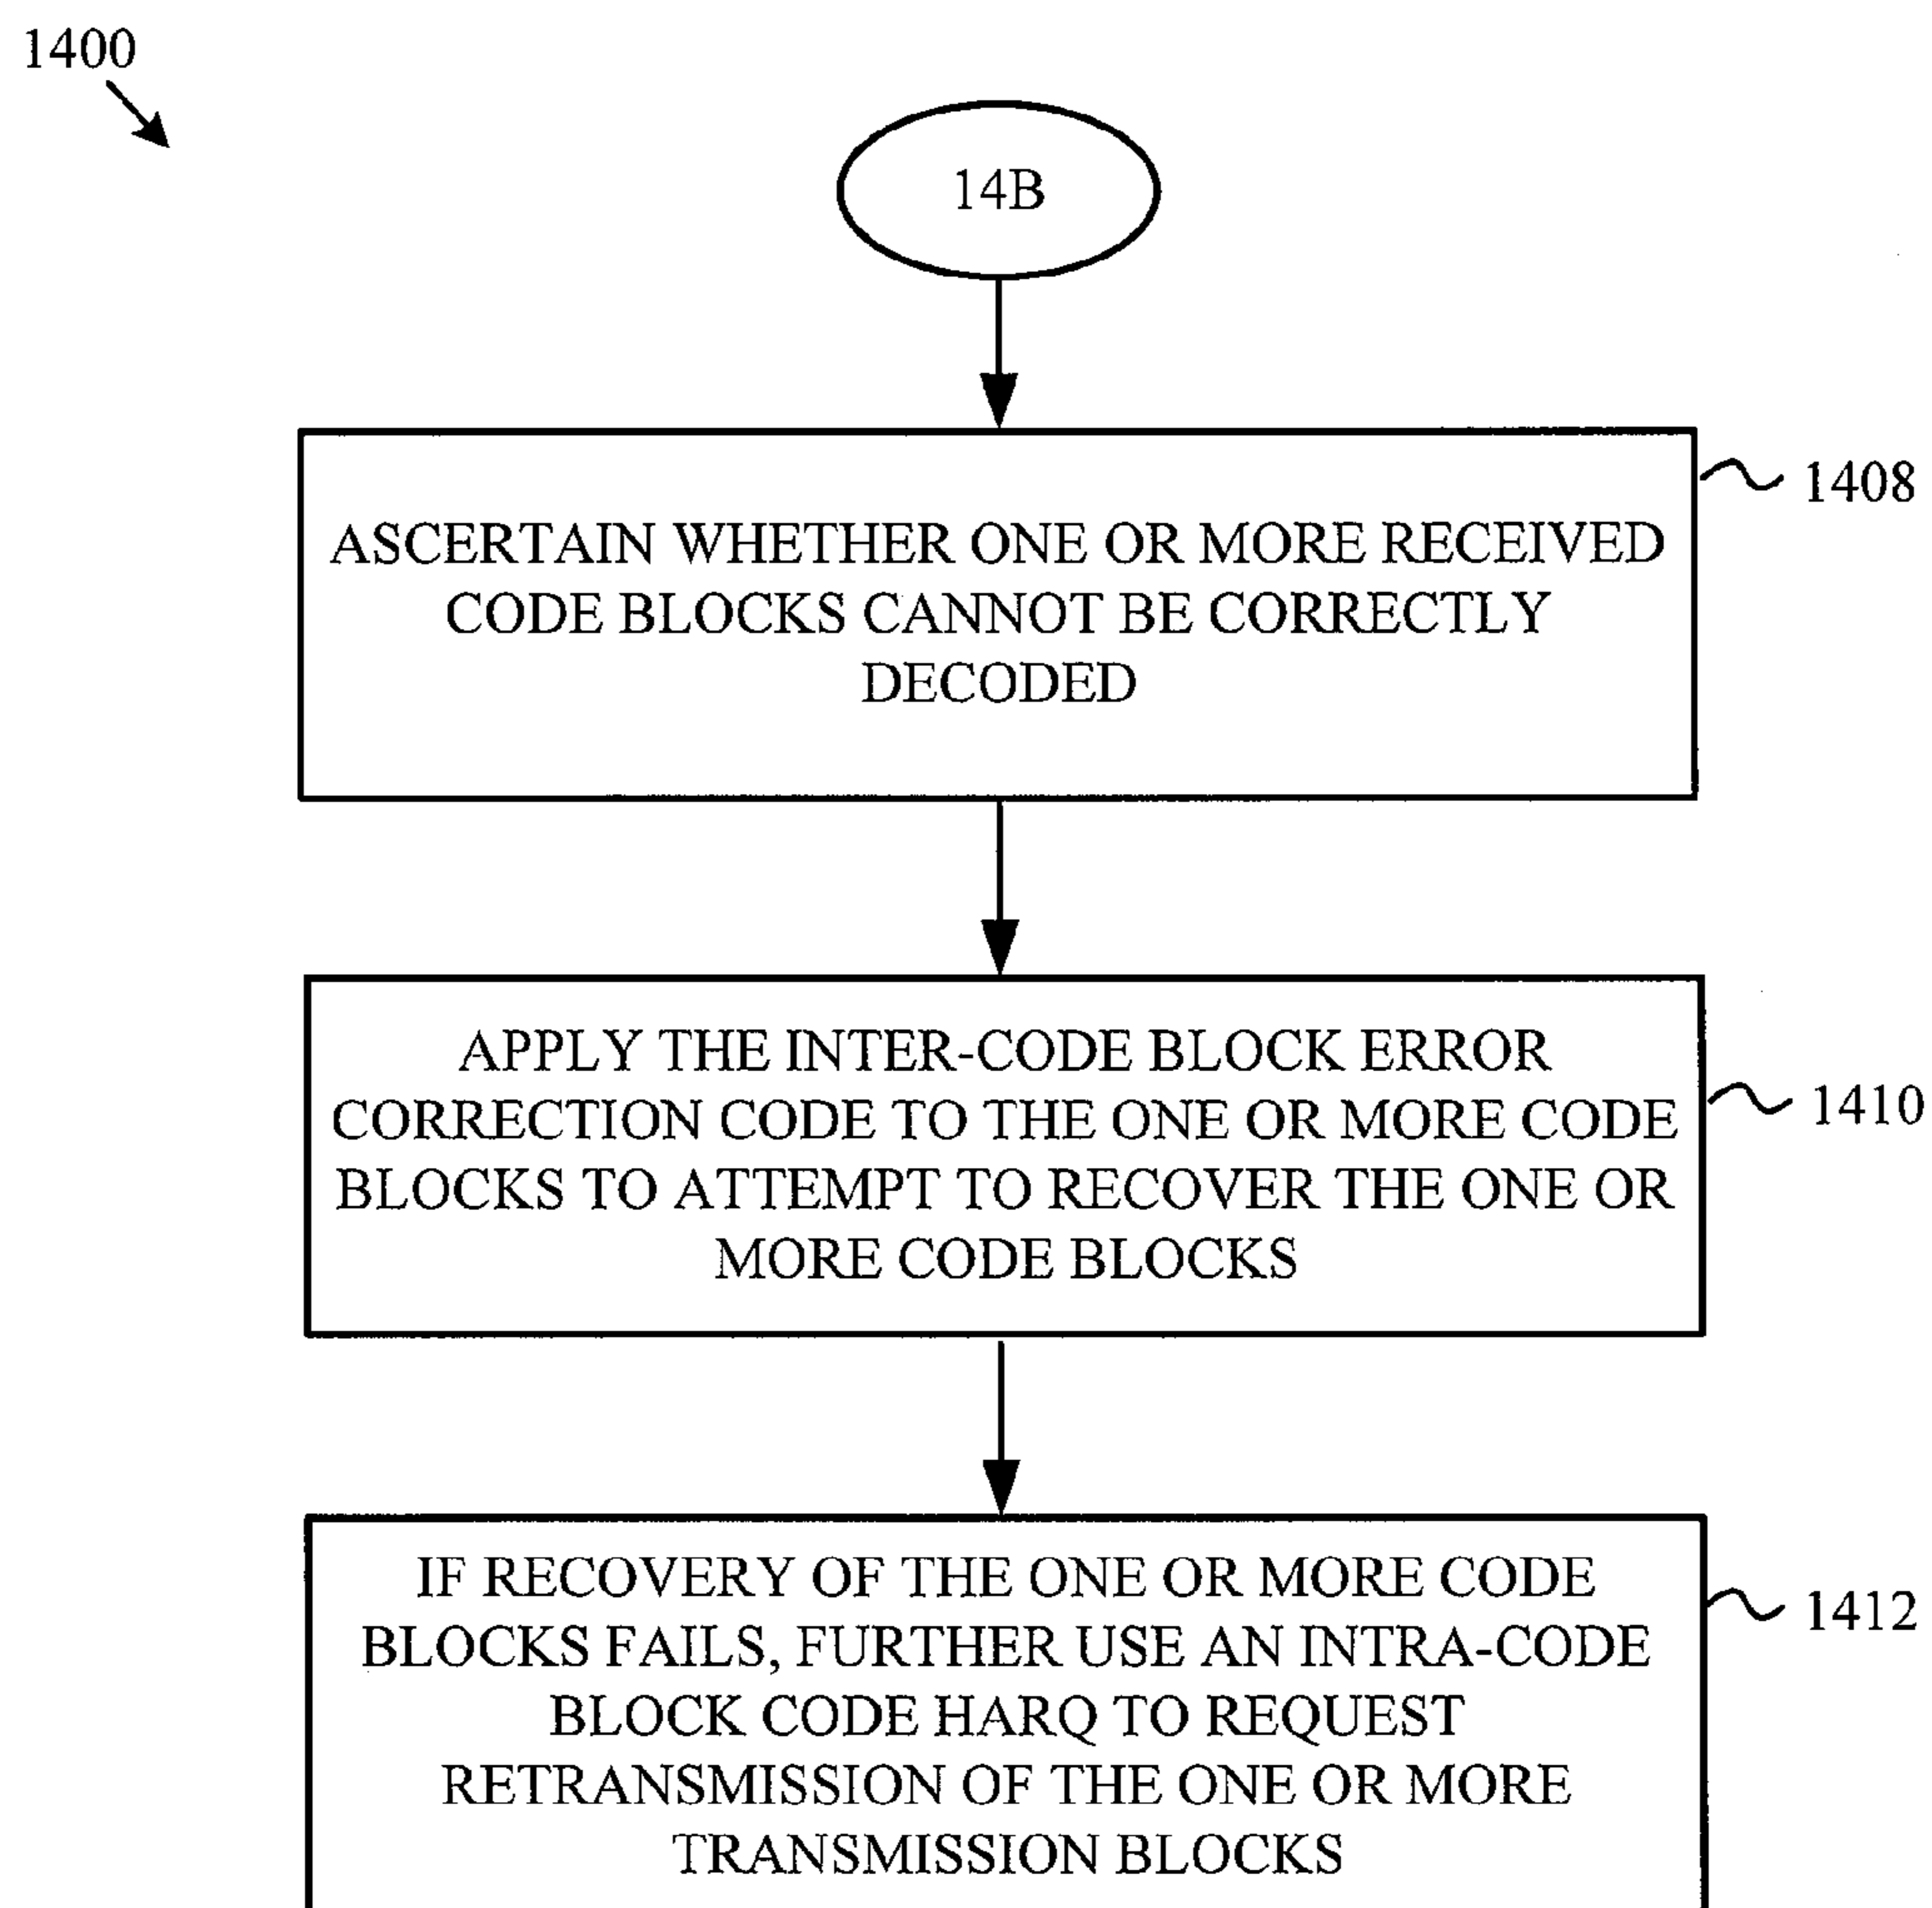 1400
14B
1408
ASCERTAIN WHETHER ONE OR MORE RECEIVED
CODE BLOCKS CANNOT BE CORRECTLY
DECODED
APPLY THE INTER-CODE BLOCK ERROR
CORRECTION CODE TO THE ONE OR MORE CODE
BLOCKS TO ATTEMPT TO RECOVER THE ONE OR
MORE CODE BLOCKS
1410
IF RECOVERY OF THE ONE OR MORE CODE
BLOCKS FAILS, FURTHER USE AN INTRA-CODE
BLOCK CODE HARQ TO REQUEST
RETRANSMISSION OF THE ONE OR MORE
TRANSMISSION BLOCKS
1412